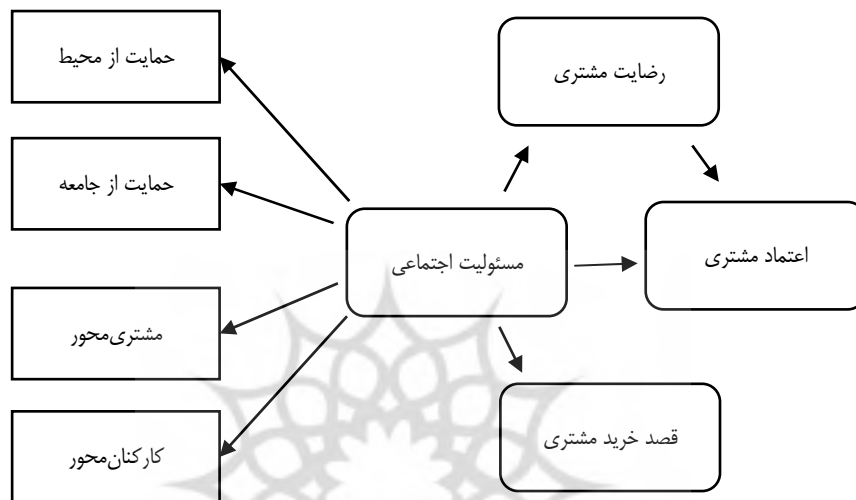 حمایت از محیط
رضایت مشتری
حمایت از جامعه
مسئولیت اجتماعی
اعتماد مشتری
مشتری‌محور
قصد خرید مشتری
کارکنان‌محور